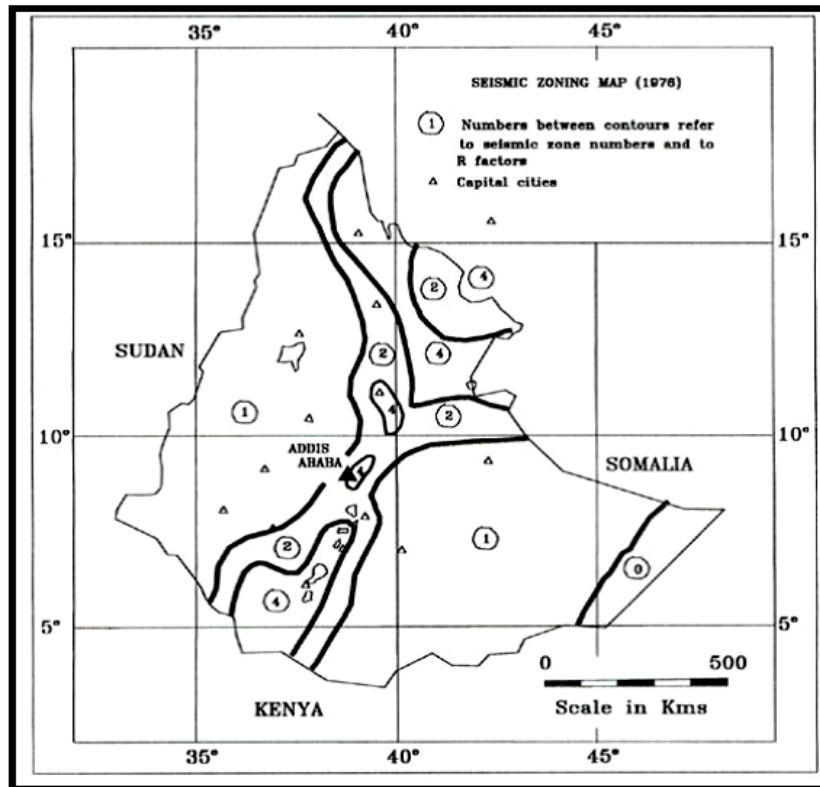 35° 40° 45°
SEISMIC ZONING MAP (1976)
1 Numbers between contours refer
to seismic zone numbers and to
R factors
△ Capital cities
15° 15°
2 4
SUDAN
2 4
1 4 2
10° 10°
ADDIS
ABABA
SOMALIA
2 1
0
4
5° 5°
0 500
Scale in Kms
KENYA
35° 40° 45°